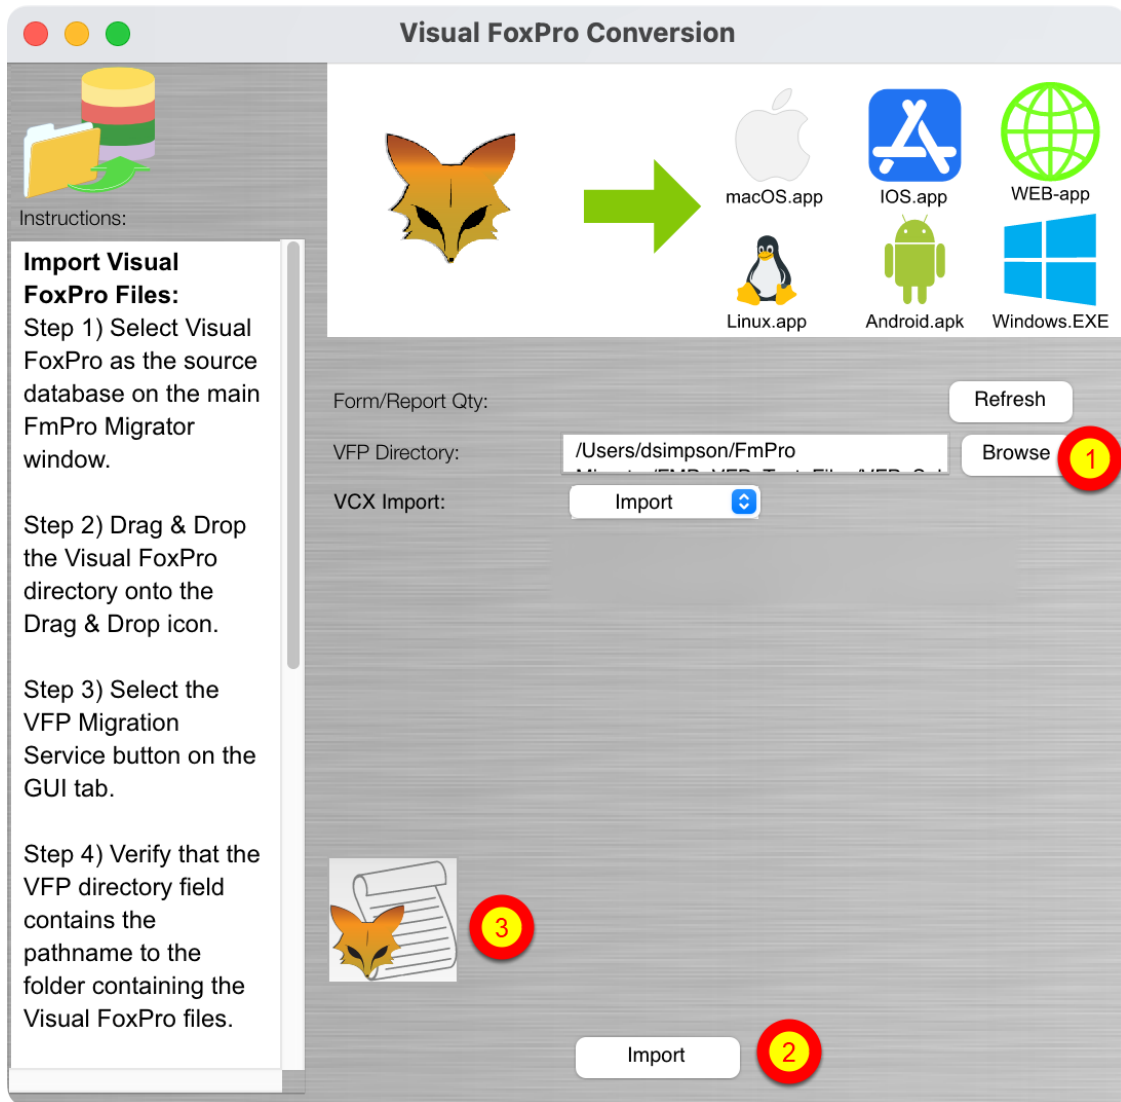 Visual FoxPro Conversion
Instructions:
Import Visual
FoxPro Files:
Step 1) Select Visual
FoxPro as the source
database on the main
FmPro Migrator
window.
Step 2) Drag & Drop
the Visual FoxPro
directory onto the
Drag & Drop icon.
Step 3) Select the
VFP Migration
Service button on the
GUI tab.
Step 4) Verify that the
VFP directory field
contains the
pathname to the
folder containing the
Visual FoxPro files.
macOS.app
IOS.app
WEB-app
Linux.app
Android.apk
Windows.EXE
Form/Report Qty:
Refresh
VFP Directory:
/Users/dsimpson/FmPro
Browse
1
VCX Import:
Import
3
Import
2